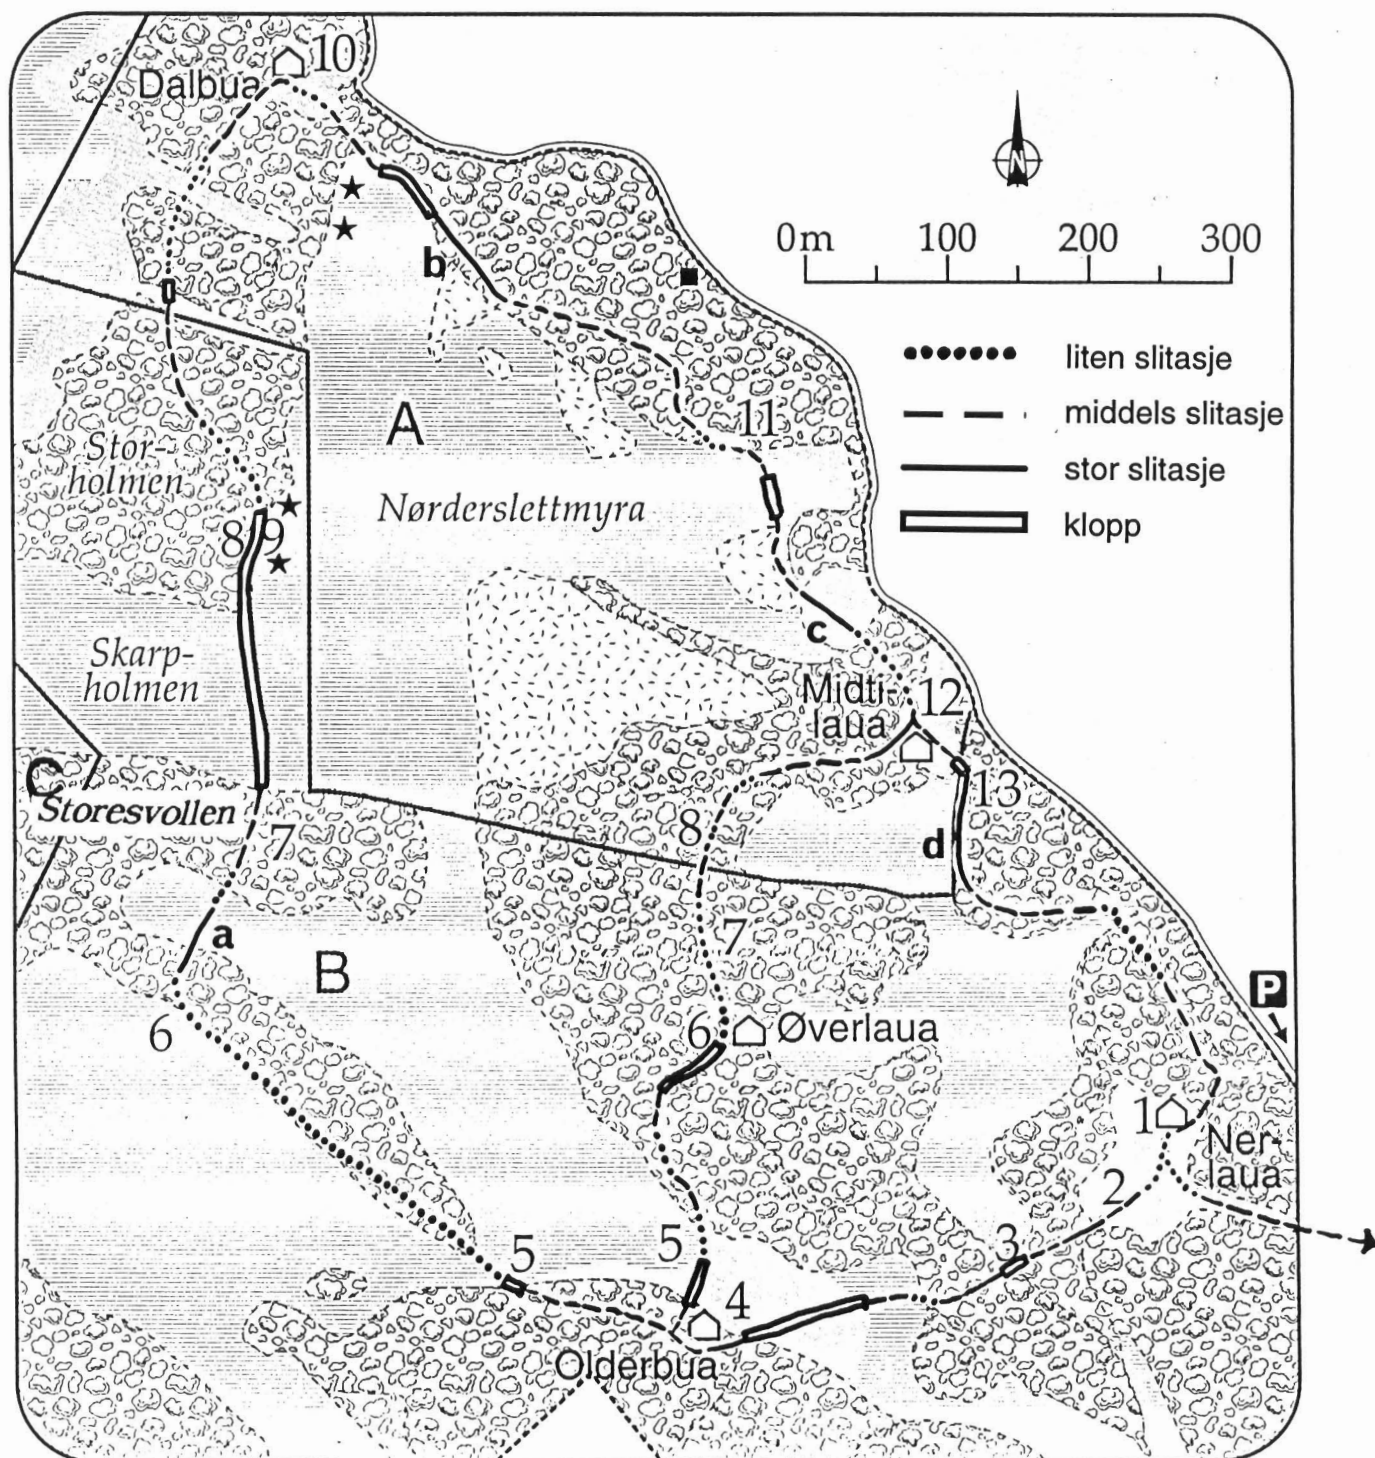 10
Dalbua
N
0 m 100 200 300
b
liten slitasje
A
11
middels slitasje
Stor-
holmen
stor slitasje
Nørderslettmyra
8 9
klopp
c
Skarp-
holmen
Midti-
laua
12
C
Storesvollen
13
7
8
d
a
7
B
P
6
6
Øverlaua
1
Ner-
laua
2
5
5
3
4
Olderbua